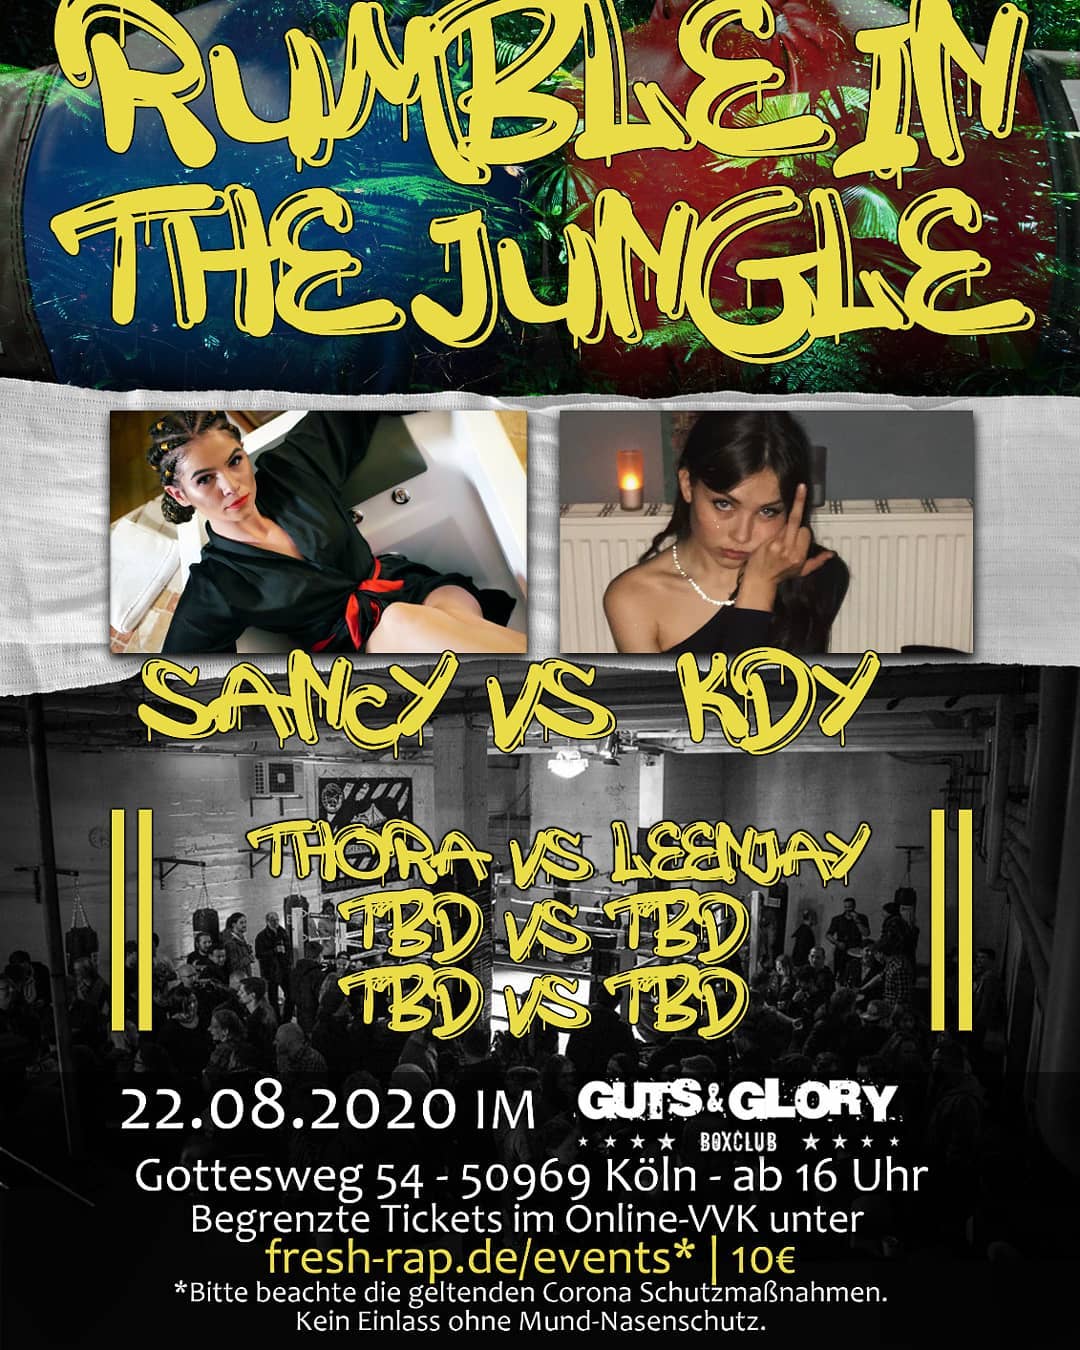 RUMBLE IN
THE JUNGLE
SANCY VS KDY
THORA VS LEENJAY
TBD VS TBD
TBD VS TBD
22.08.2020 IM GUTS & GLORY
BOXCLUB
Gottesweg 54 - 50969 Köln - ab 16 Uhr
Begrenzte Tickets im Online-VVK unter
fresh-rap.de/events* | 10€
*Bitte beachte die geltenden Corona Schutzmaßnahmen.
Kein Einlass ohne Mund-Nasenschutz.